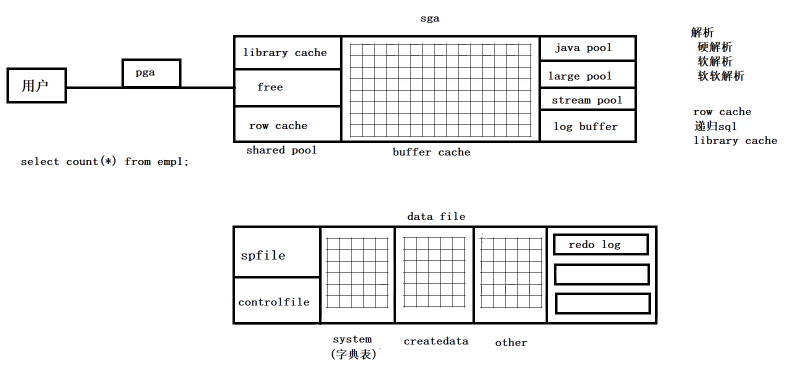 sga
解析
硬解析
软解析
软软解析
row cache
递归sql
library cache
用户
pga
library cache
free
row cache
shared pool
buffer cache
java pool
large pool
stream pool
log buffer
select count(*) from emp1;
data file
spfile
controlfile
redo log
system
(字典表)
createdata
other